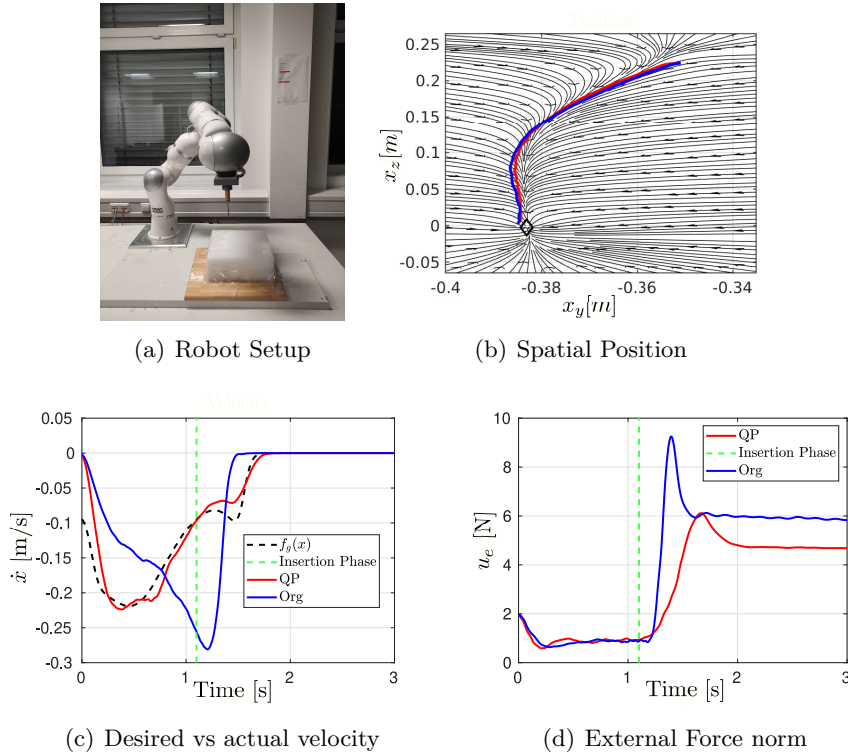 Position
0.25
0.2
0.15
0.1
0.05
0
-0.05
x_z[m]
-0.4
-0.38
-0.36
-0.34
x_y[m]
(a) Robot Setup
(b) Spatial Position
Velocity
0.05
0
-0.05
-0.1
-0.15
-0.2
-0.25
-0.3
ẋ [m/s]
f_g(x)
Insertion Phase
QP
Org
0
1
2
3
Time [s]
10
8
6
4
2
0
u_e [N]
QP
Insertion Phase
Org
0
1
2
3
Time [s]
(c) Desired vs actual velocity
(d) External Force norm